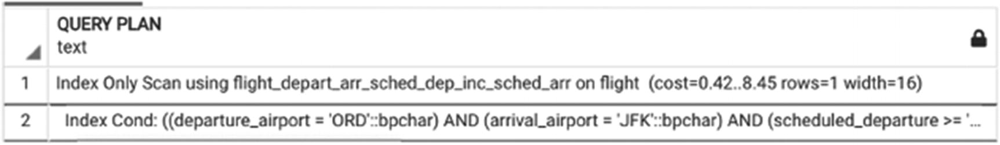 QUERY PLAN
text
1 Index Only Scan using flight_depart_arr_sched_dep_inc_sched_arr on flight (cost=0.42..8.45 rows=1 width=16)
2 Index Cond: ((departure_airport = 'ORD'::bpchar) AND (arrival_airport = 'JFK'::bpchar) AND (scheduled_departure >= '...